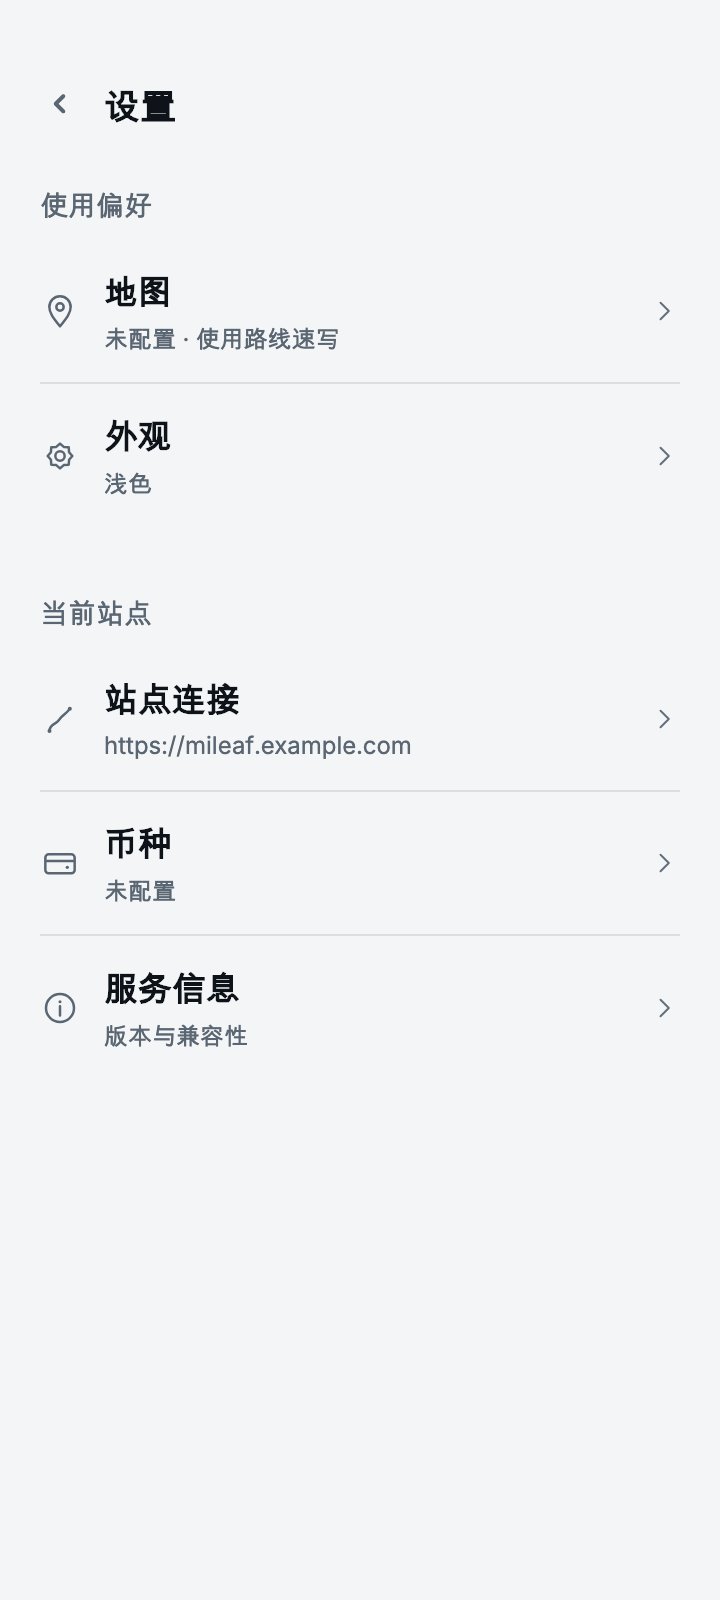 设置
使用偏好
地图
未配置 · 使用路线速写
外观
浅色
当前站点
站点连接
https://mileaf.example.com
币种
未配置
服务信息
版本与兼容性